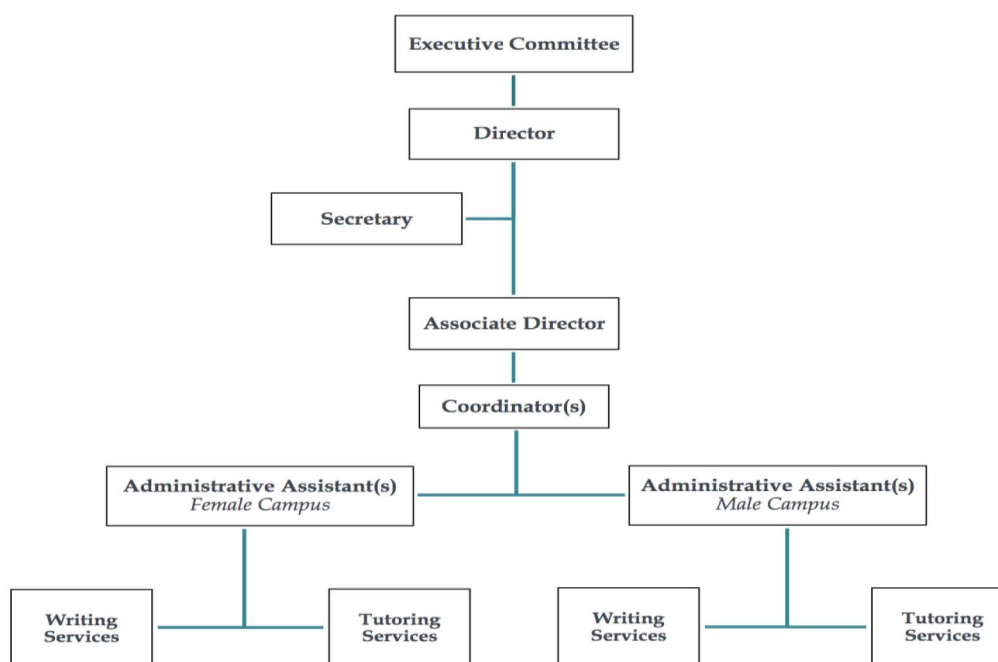 Executive Committee
Director
Secretary
Associate Director
Coordinator(s)
Administrative Assistant(s)
Female Campus
Administrative Assistant(s)
Male Campus
Writing
Services
Tutoring
Services
Writing
Services
Tutoring
Services